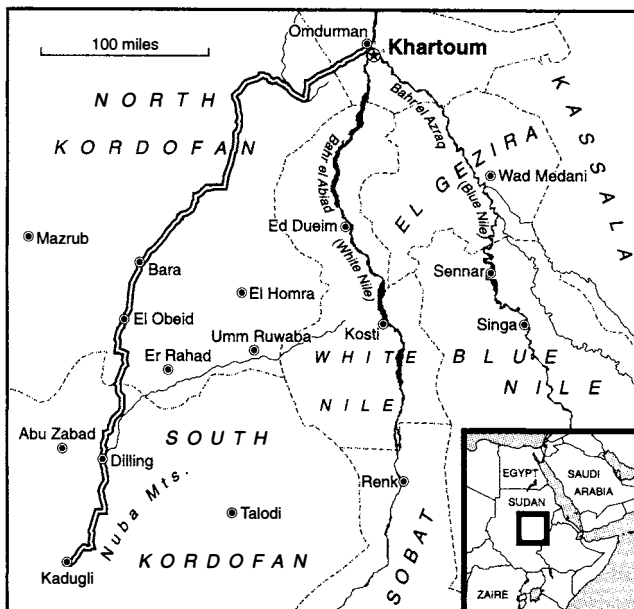 100 miles
Omdurman
Khartoum
NORTH
KORDOFAN
KASSALA
Bahr el Azraq
(Blue Nile)
EL GEZIRA
Wad Medani
Bahr el Abiad
(White Nile)
Mazrub
Ed Dueim
Bara
Sennar
El Homra
El Obeid
Kosti
Singa
Umm Ruwaba
Er Rahad
WHITE
NILE
BLUE
NILE
Abu Zabad
SOUTH
KORDOFAN
Dilling
Nuba Mts.
Renk
Talodi
SOBAT
Kadugli
EGYPT
SAUDI
ARABIA
SUDAN
ZAIRE